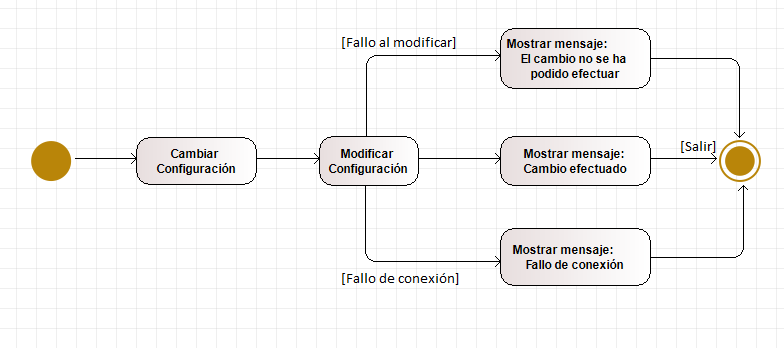 [Fallo al modificar]
Mostrar mensaje:
El cambio no se ha
podido efectuar
Cambiar
Configuración
Modificar
Configuración
Mostrar mensaje:
Cambio efectuado
[Salir]
[Fallo de conexión]
Mostrar mensaje:
Fallo de conexión